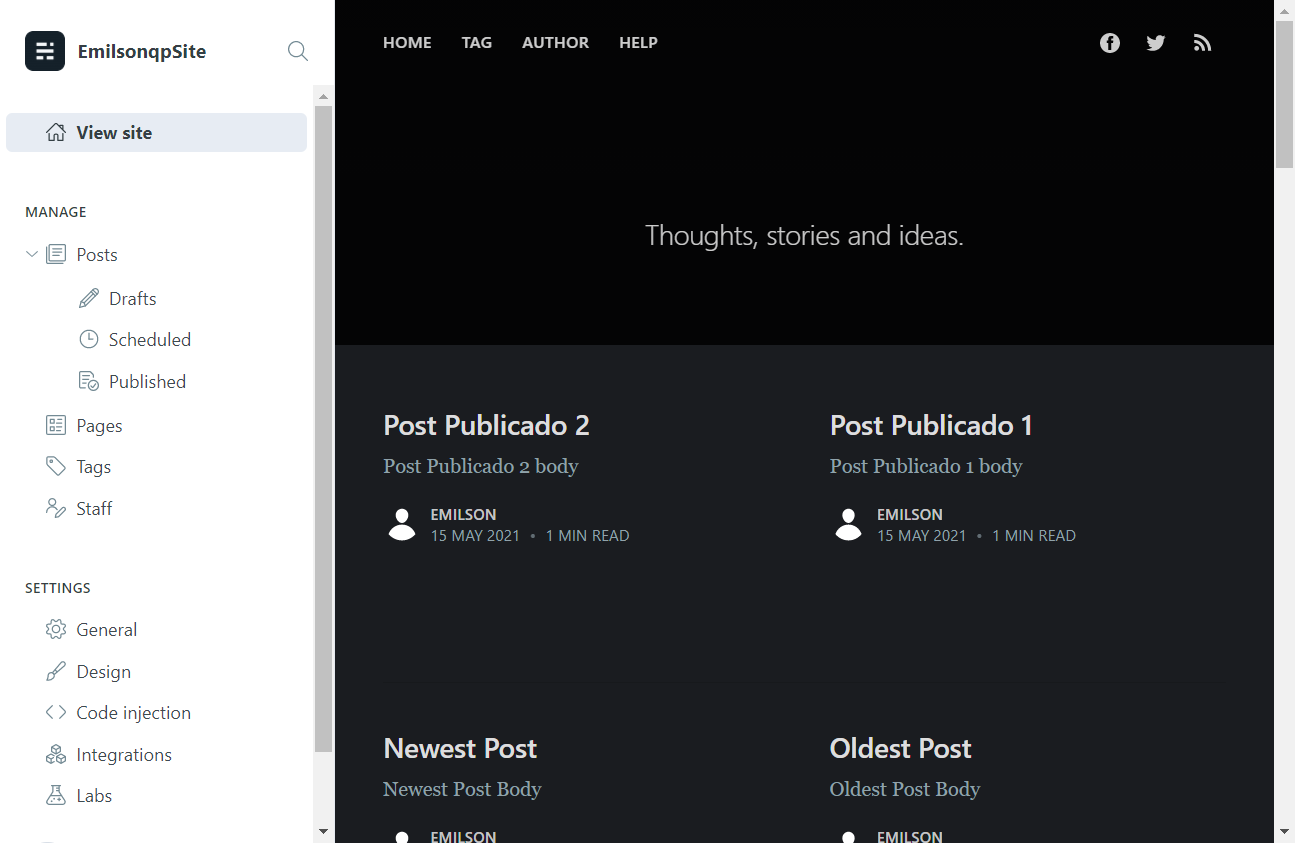 EmilsonqpSite
View site
MANAGE
Posts
Drafts
Scheduled
Published
Pages
Tags
Staff
SETTINGS
General
Design
Code injection
Integrations
Labs
HOME TAG AUTHOR HELP
Thoughts, stories and ideas.
Post Publicado 2
Post Publicado 2 body
EMILSON
15 MAY 2021 • 1 MIN READ
Post Publicado 1
Post Publicado 1 body
EMILSON
15 MAY 2021 • 1 MIN READ
Newest Post
Newest Post Body
EMILSON
Oldest Post
Oldest Post Body
EMILSON